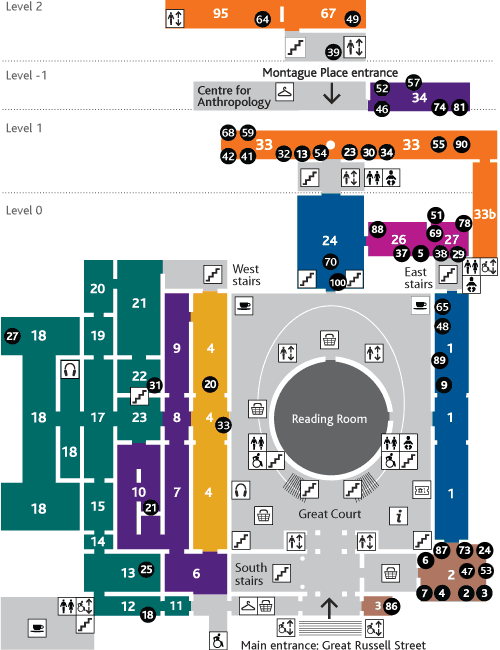 Level 2
95 64 67 49
39
Level -1
Montague Place entrance
Centre for
Anthropology
52 57
34
46 74 81
Level 1
68 59
33 33 55 90
42 41 32 13 54 23 30 34
Level 0
33b
24
70
100
88 51 78
26 69 27
37 5 38 29
West
stairs
East
stairs
20 21 9 4 65
27 18 19 48
1
22 31 20 89
9
18 17 23 8 4 33 Reading Room 1
18
10 7 4 1
18 15 21
Great Court
14
13 25 6 South
stairs
87 73 24
6 2 47 53
7 4 2 3
12 18 11 3 86
Main entrance: Great Russell Street